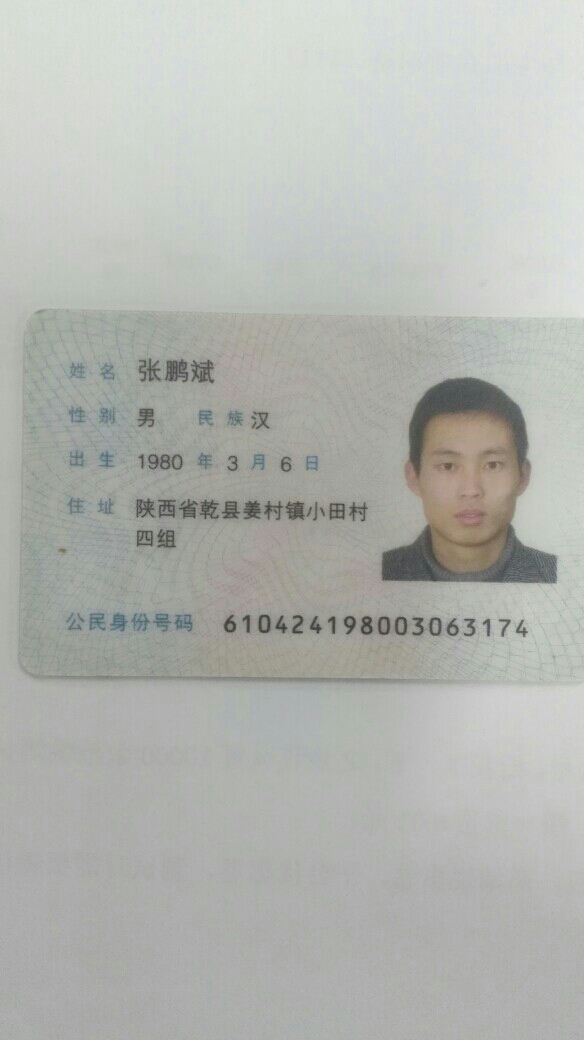 姓名 张鹏斌
性别 男 民族 汉
出生 1980 年 3 月 6 日
住址 陕西省乾县姜村镇小田村
四组
公民身份号码 610424198003063174